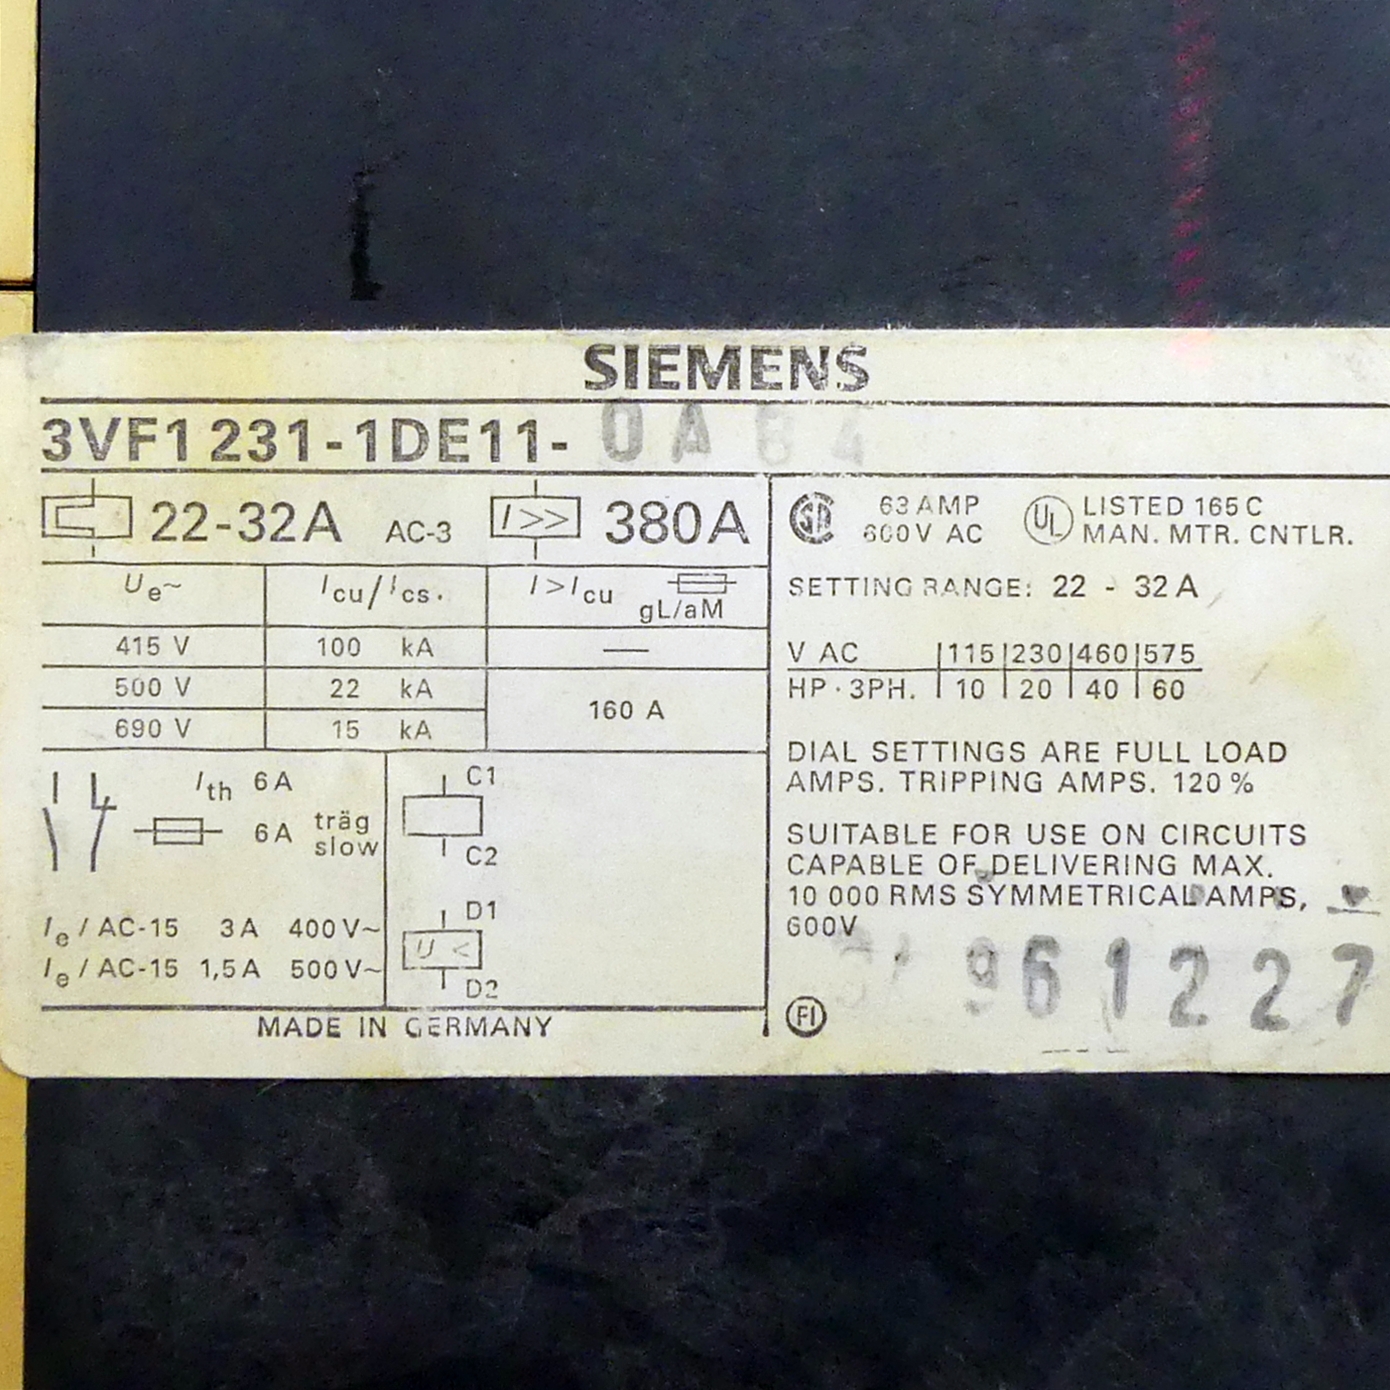 SIEMENS
3VF1 231-1DE11-0A
22-32A AC-3 I>> 380A
Ue~ Icu/Ics. I>Icu gL/aM
415 V 100 kA —
500 V 22 kA
160 A
690 V 15 kA
Ith 6A
6A träg
slow
Ie / AC-15 3A 400V~
Ie / AC-15 1,5A 500V~
C1
C2
D1
U <
D2
MADE IN GERMANY
SA 63 AMP
600V AC
UL LISTED 165C
MAN. MTR. CNTLR.
SETTING RANGE: 22 - 32A
V AC |115|230|460|575
HP·3PH. | 10 | 20 | 40 | 60
DIAL SETTINGS ARE FULL LOAD
AMPS. TRIPPING AMPS. 120%
SUITABLE FOR USE ON CIRCUITS
CAPABLE OF DELIVERING MAX.
10 000 RMS SYMMETRICAL AMPS,
600V
961227
FI